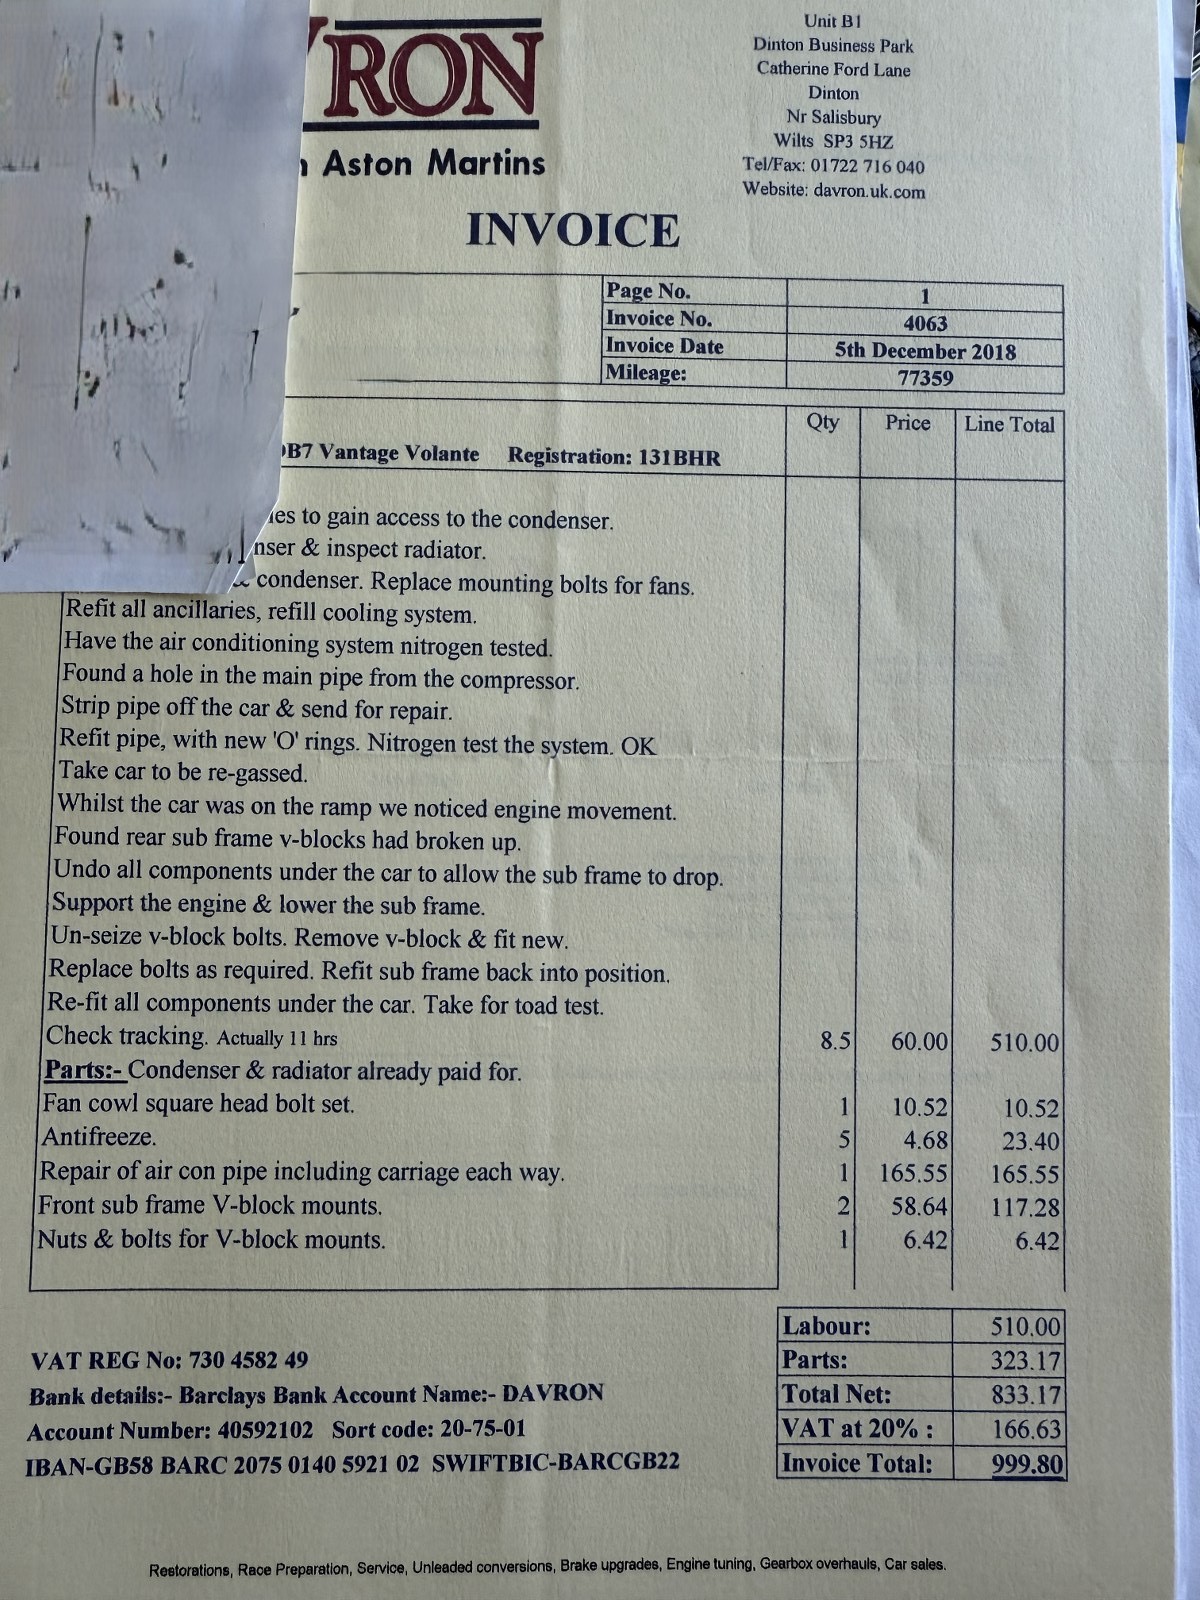 RON
Aston Martins
Unit B1
Dinton Business Park
Catherine Ford Lane
Dinton
Nr Salisbury
Wilts SP3 5HZ
Tel/Fax: 01722 716 040
Website: davron.uk.com
INVOICE
Page No. 1
Invoice No. 4063
Invoice Date 5th December 2018
Mileage: 77359
Qty Price Line Total
B7 Vantage Volante Registration: 131BHR
to gain access to the condenser.
& inspect radiator.
condenser. Replace mounting bolts for fans.
Refit all ancillaries, refill cooling system.
Have the air conditioning system nitrogen tested.
Found a hole in the main pipe from the compressor.
Strip pipe off the car & send for repair.
Refit pipe, with new 'O' rings. Nitrogen test the system. OK
Take car to be re-gassed.
Whilst the car was on the ramp we noticed engine movement.
Found rear sub frame v-blocks had broken up.
Undo all components under the car to allow the sub frame to drop.
Support the engine & lower the sub frame.
Un-seize v-block bolts. Remove v-block & fit new.
Replace bolts as required. Refit sub frame back into position.
Re-fit all components under the car. Take for toad test.
Check tracking. Actually 11 hrs 8.5 60.00 510.00
Parts:- Condenser & radiator already paid for.
Fan cowl square head bolt set. 1 10.52 10.52
Antifreeze. 5 4.68 23.40
Repair of air con pipe including carriage each way. 1 165.55 165.55
Front sub frame V-block mounts. 2 58.64 117.28
Nuts & bolts for V-block mounts. 1 6.42 6.42
Labour: 510.00
Parts: 323.17
Total Net: 833.17
VAT at 20% : 166.63
Invoice Total: 999.80
VAT REG No: 730 4582 49
Bank details:- Barclays Bank Account Name:- DAVRON
Account Number: 40592102 Sort code: 20-75-01
IBAN-GB58 BARC 2075 0140 5921 02 SWIFTBIC-BARCGB22
Restorations, Race Preparation, Service, Unleaded conversions, Brake upgrades, Engine tuning, Gearbox overhauls, Car sales.